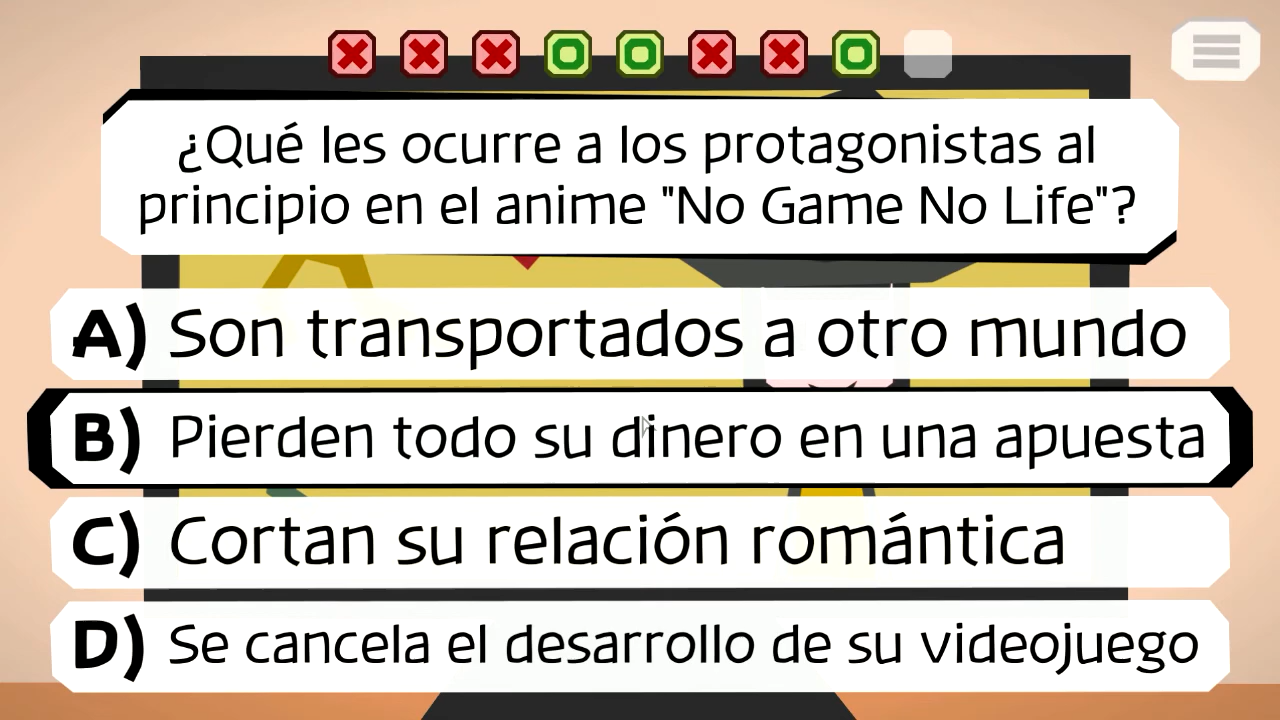 ¿Qué les ocurre a los protagonistas al
principio en el anime "No Game No Life"?
A) Son transportados a otro mundo
B) Pierden todo su dinero en una apuesta
C) Cortan su relación romántica
D) Se cancela el desarrollo de su videojuego